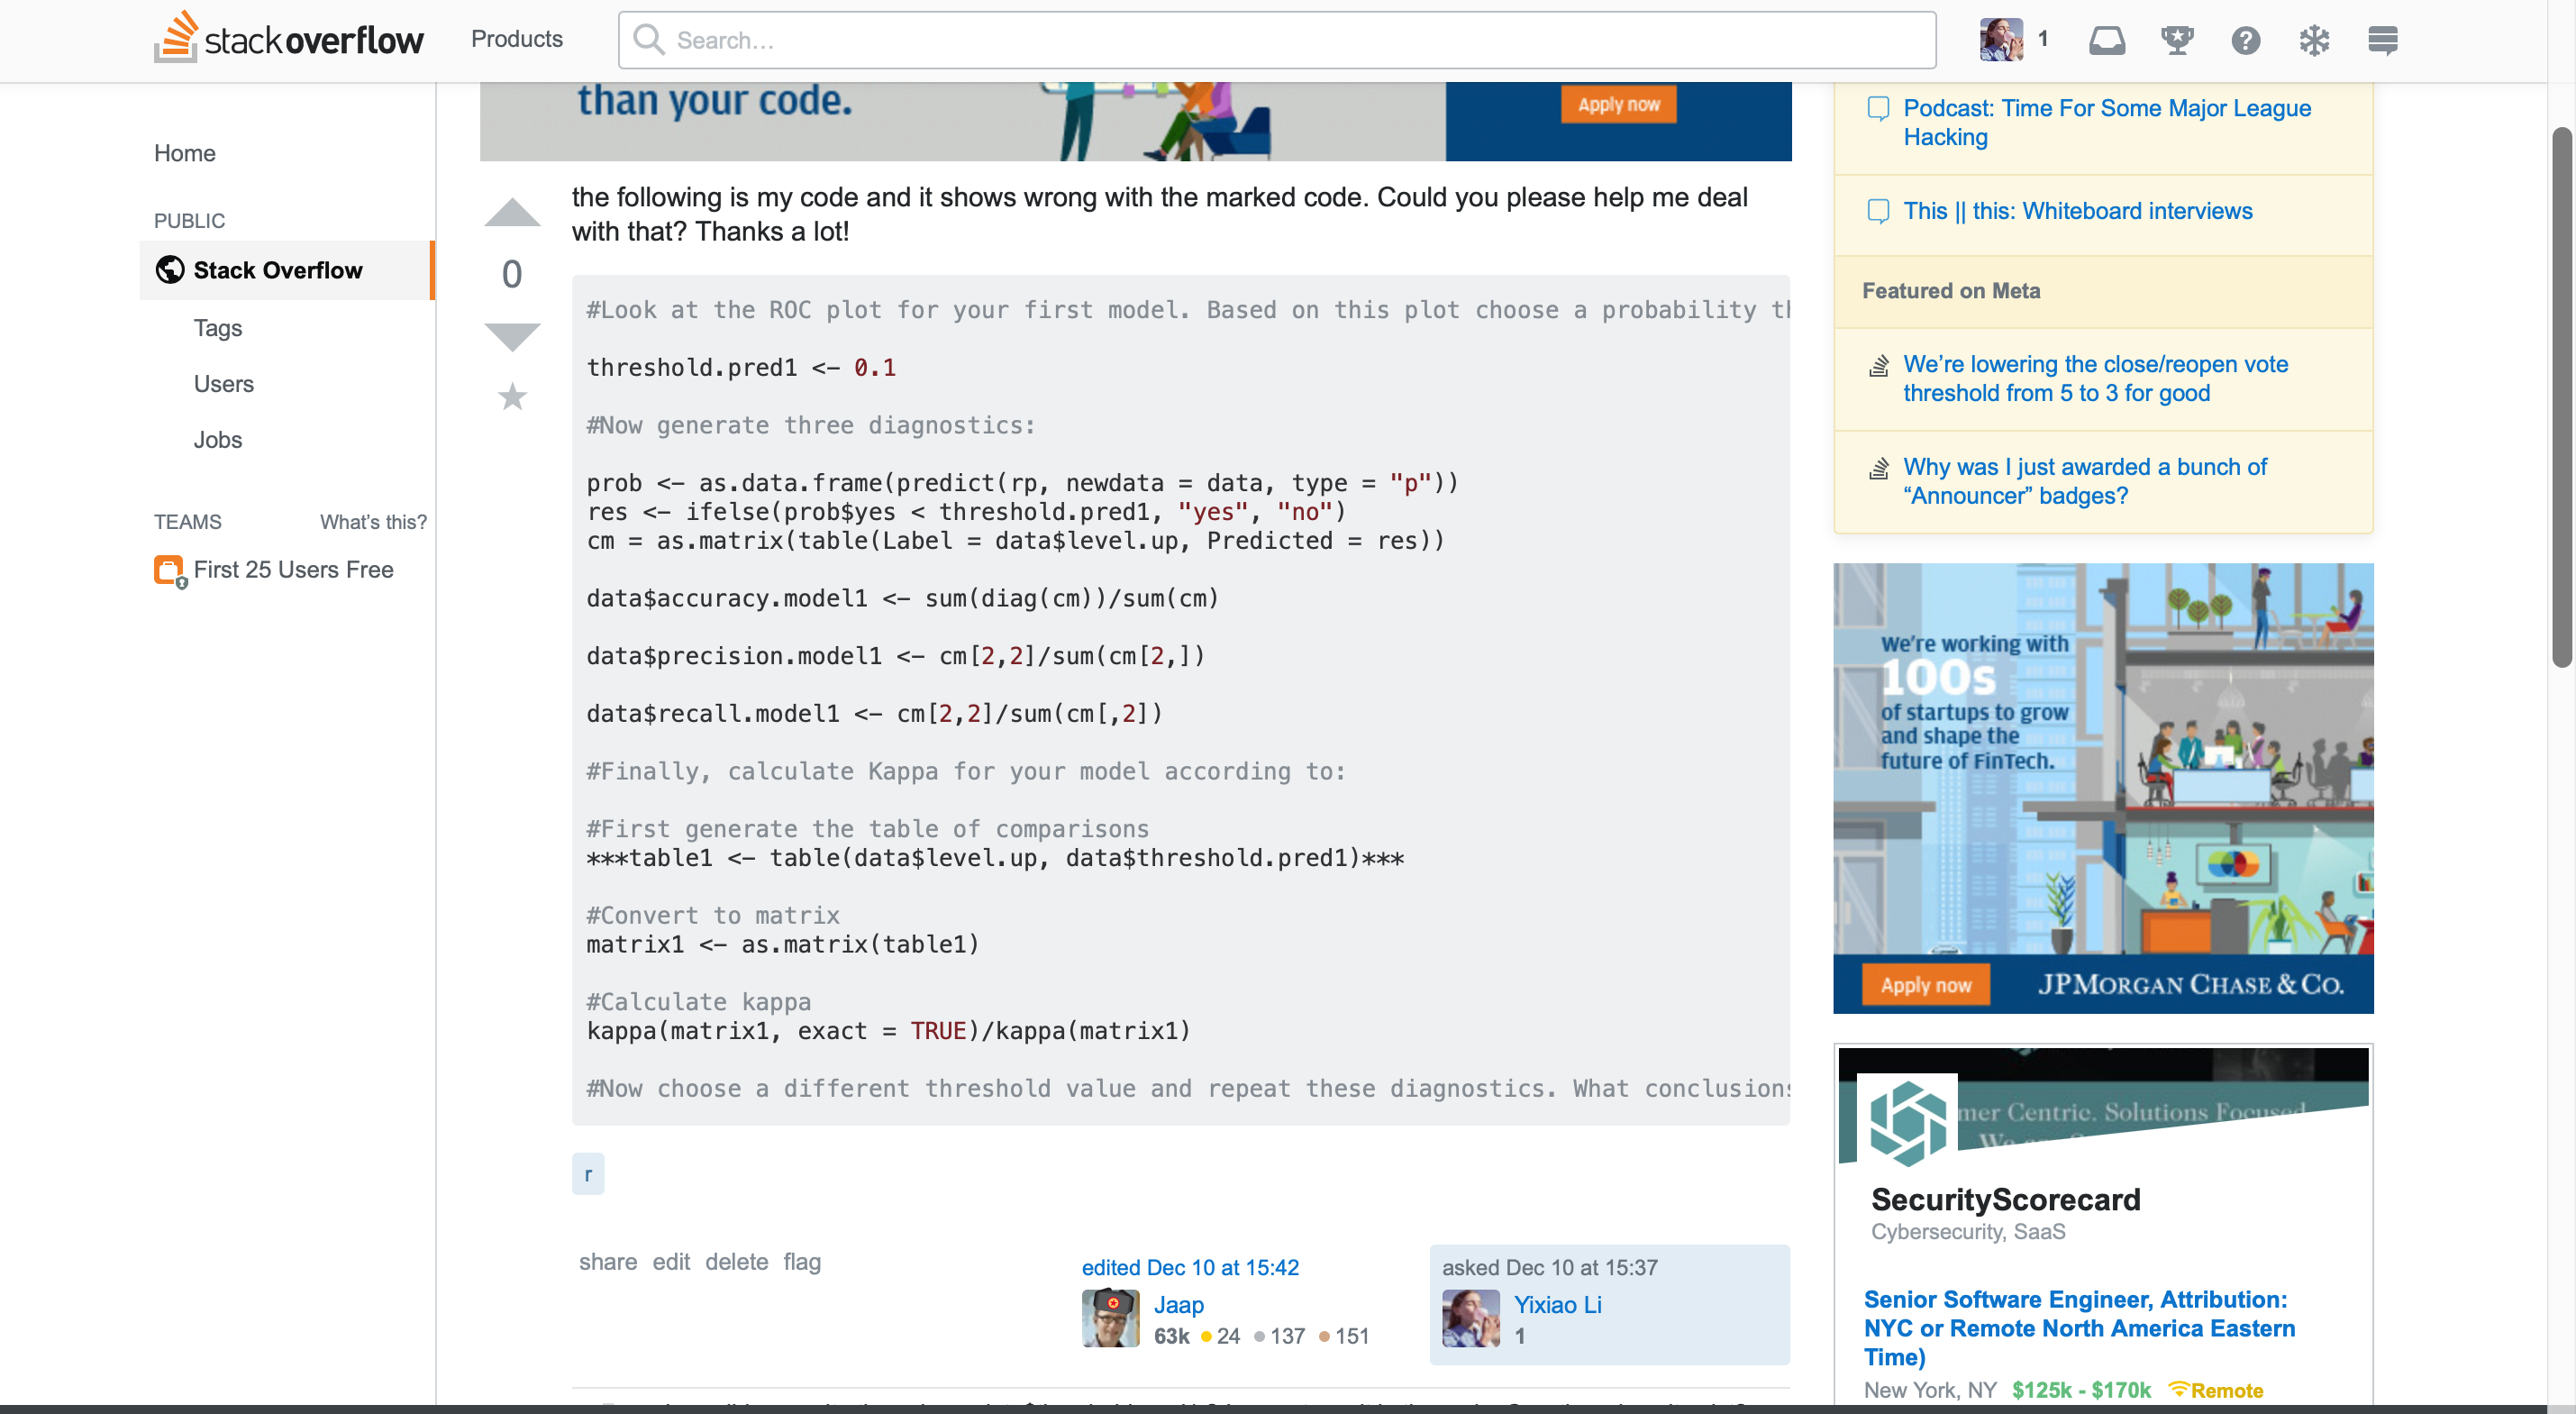 stackoverflow
Products
Search…
1
than your code.
Apply now
Home
PUBLIC
Stack Overflow
Tags
Users
Jobs
TEAMS
What's this?
First 25 Users Free
the following is my code and it shows wrong with the marked code. Could you please help me deal
with that? Thanks a lot!
0
#Look at the ROC plot for your first model. Based on this plot choose a probability th
threshold.pred1 <- 0.1
#Now generate three diagnostics:
prob <- as.data.frame(predict(rp, newdata = data, type = "p"))
res <- ifelse(prob$yes < threshold.pred1, "yes", "no")
cm = as.matrix(table(Label = data$level.up, Predicted = res))
data$accuracy.model1 <- sum(diag(cm))/sum(cm)
data$precision.model1 <- cm[2,2]/sum(cm[2,])
data$recall.model1 <- cm[2,2]/sum(cm[,2])
#Finally, calculate Kappa for your model according to:
#First generate the table of comparisons
***table1 <- table(data$level.up, data$threshold.pred1)***
#Convert to matrix
matrix1 <- as.matrix(table1)
#Calculate kappa
kappa(matrix1, exact = TRUE)/kappa(matrix1)
#Now choose a different threshold value and repeat these diagnostics. What conclusions
r
share edit delete flag
edited Dec 10 at 15:42
Jaap
63k 24 137 151
asked Dec 10 at 15:37
Yixiao Li
1
Podcast: Time For Some Major League
Hacking
This || this: Whiteboard interviews
Featured on Meta
We’re lowering the close/reopen vote
threshold from 5 to 3 for good
Why was I just awarded a bunch of
“Announcer” badges?
We're working with
100s
of startups to grow
and shape the
future of FinTech.
Apply now
JPMORGAN CHASE & CO.
mer Centric. Solutions Focused
SecurityScorecard
Cybersecurity, SaaS
Senior Software Engineer, Attribution:
NYC or Remote North America Eastern
Time)
New York, NY $125k - $170k Remote